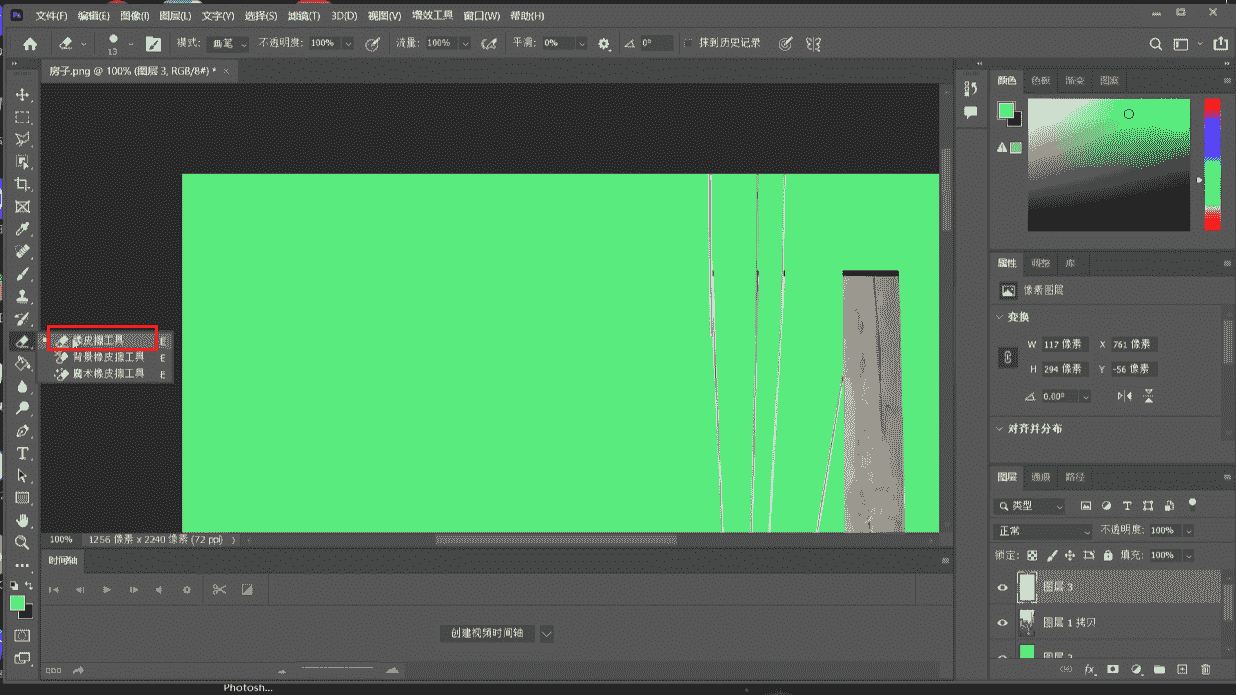 Ps 文件(F) 编辑(E) 图像(I) 图层(L) 文字(Y) 选择(S) 滤镜(T) 3D(D) 视图(V) 增效工具 窗口(W) 帮助(H)
13 模式: 画笔 不透明度: 100% 流量: 100% 平滑: 0% 0° 抹到历史记录
房子.png @ 100% (图层 3, RGB/8#) * ×
颜色 色板 渐变 图案
属性 调整 库
像素图层
变换
W 117 像素 X 761 像素
H 294 像素 Y -56 像素
0.00°
对齐并分布
橡皮擦工具 E
背景橡皮擦工具 E
魔术橡皮擦工具 E
图层 通道 路径
类型
正常 不透明度: 100%
锁定: 填充: 100%
图层 3
图层 1 拷贝
图层 2
100% 1256 像素 x 2240 像素 (72 ppi)
时间轴
创建视频时间轴
Photosh...